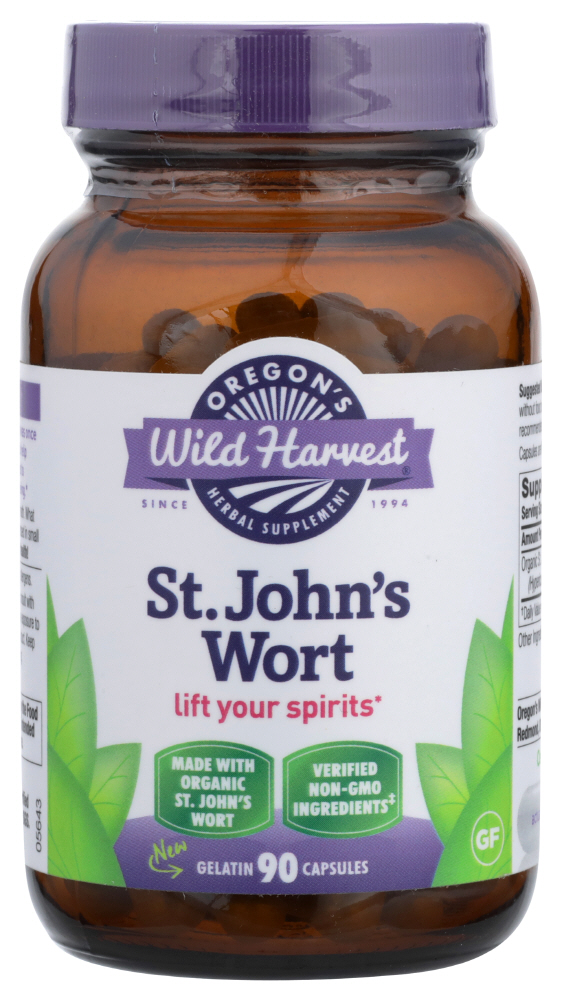 OREGON'S
Wild Harvest®
SINCE 1994
HERBAL SUPPLEMENT
St. John's
Wort
lift your spirits*
MADE WITH
ORGANIC
ST. JOHN'S
WORT
VERIFIED
NON-GMO
INGREDIENTS‡
New
GELATIN 90 CAPSULES
GF
05643